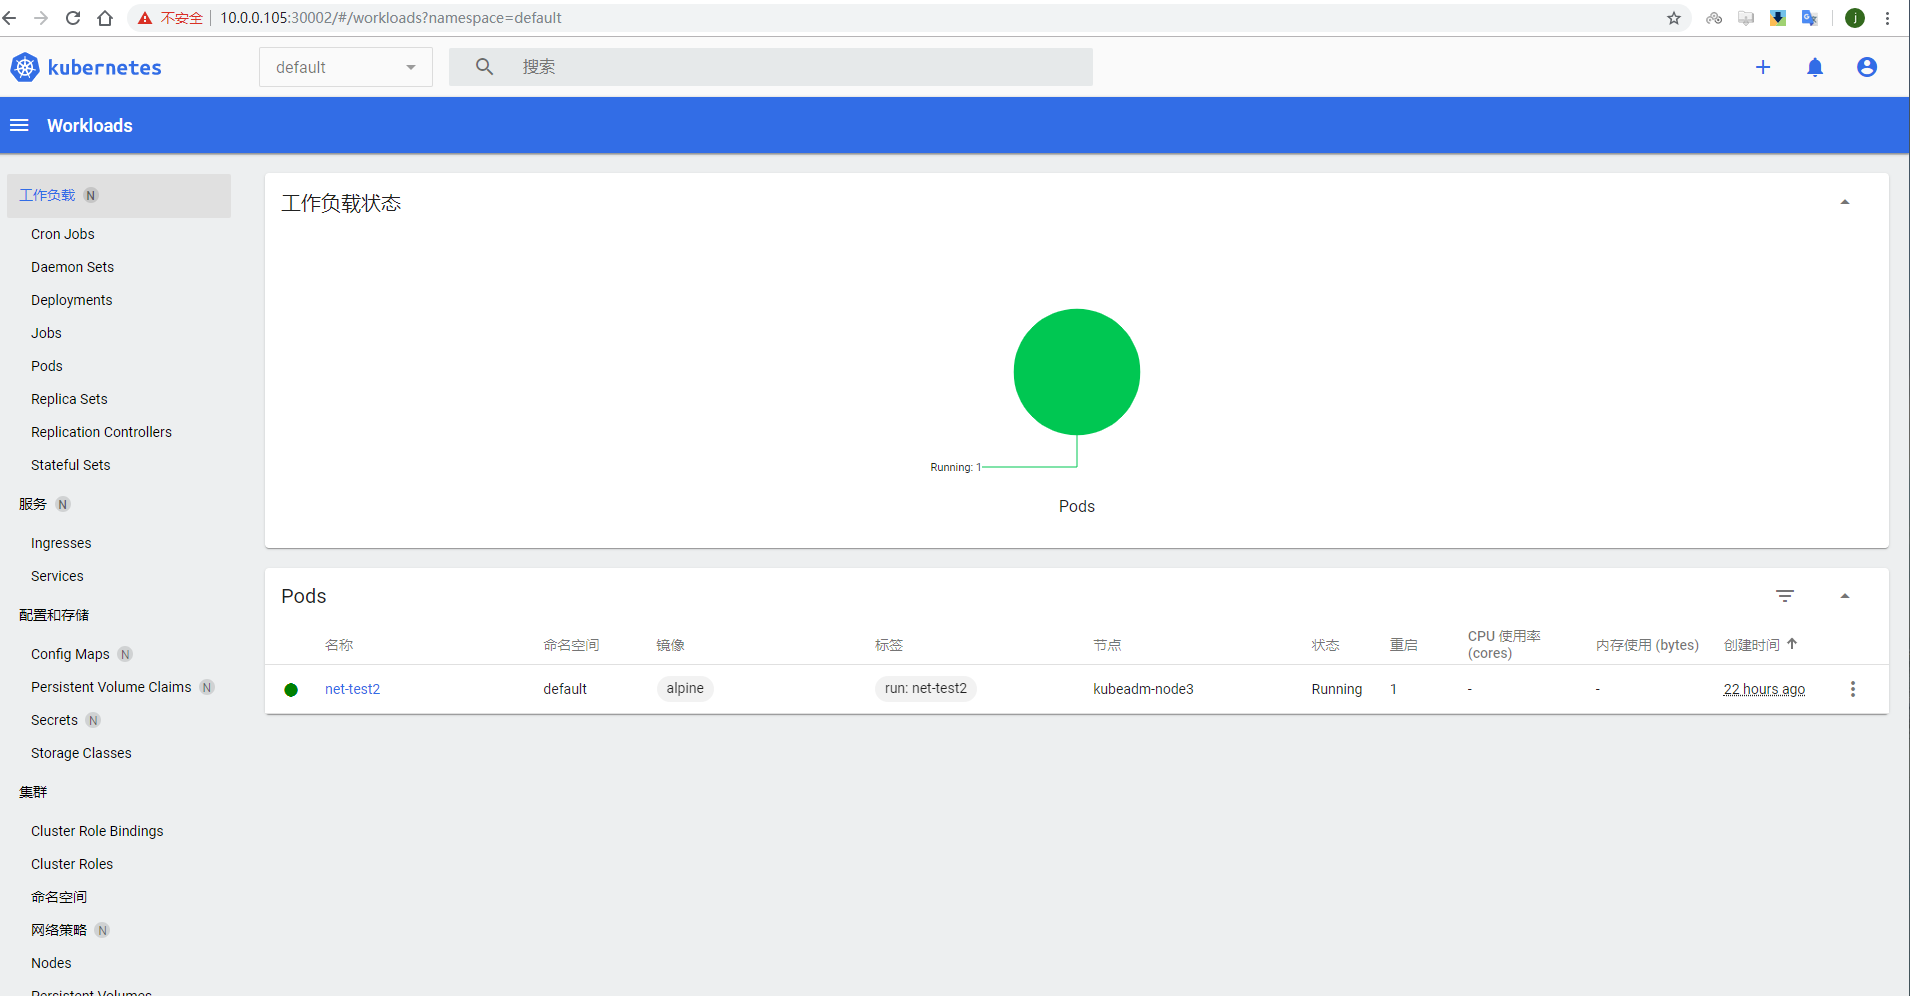 不安全 10.0.0.105:30002/#/workloads?namespace=default
j
kubernetes
default
搜索
Workloads
工作负载 N
Cron Jobs
Daemon Sets
Deployments
Jobs
Pods
Replica Sets
Replication Controllers
Stateful Sets
服务 N
Ingresses
Services
配置和存储
Config Maps N
Persistent Volume Claims N
Secrets N
Storage Classes
集群
Cluster Role Bindings
Cluster Roles
命名空间
网络策略 N
Nodes
Persistent Volumes
工作负载状态
Running: 1
Pods
Pods
名称 命名空间 镜像 标签 节点 状态 重启 CPU 使用率 (cores) 内存使用 (bytes) 创建时间
net-test2 default alpine run: net-test2 kubeadm-node3 Running 1 - - 22 hours ago